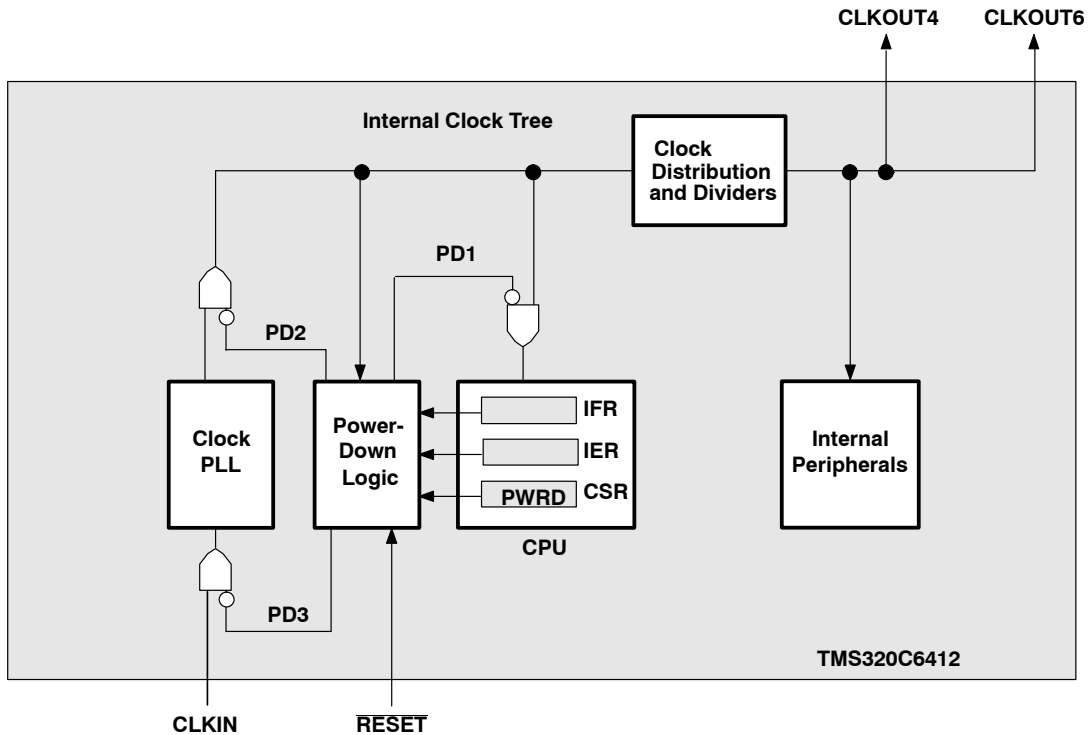 CLKOUT4 CLKOUT6
Internal Clock Tree
Clock
Distribution
and Dividers
PD1
PD2
Clock
PLL
Power-
Down
Logic
IFR
IER
PWRD CSR
CPU
Internal
Peripherals
PD3
TMS320C6412
CLKIN RESET